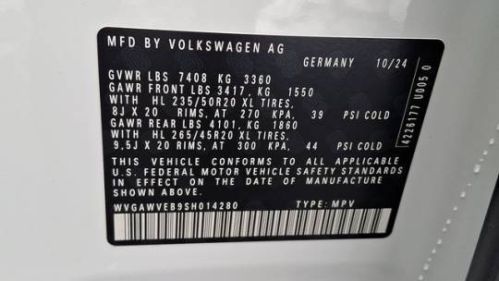 MFD BY VOLKSWAGEN AG
GERMANY 10/24
GVWR LBS 7408 KG 3360
GAWR FRONT LBS 3417, KG 1550
WITH HL 235/50R20 XL TIRES,
8J X 20 RIMS, AT 270 KPA, 39 PSI COLD
GAWR REAR LBS 4101, KG 1860
WITH HL 265/45R20 XL TIRES,
9.5J X 20 RIMS, AT 300 KPA, 44 PSI COLD
THIS VEHICLE CONFORMS TO ALL APPLICABLE
U.S. FEDERAL MOTOR VEHICLE SAFETY STANDARDS
IN EFFECT ON THE DATE OF MANUFACTURE
SHOWN ABOVE.
WVGAWVEB9SH014280 TYPE: MPV
4226177 U005 0